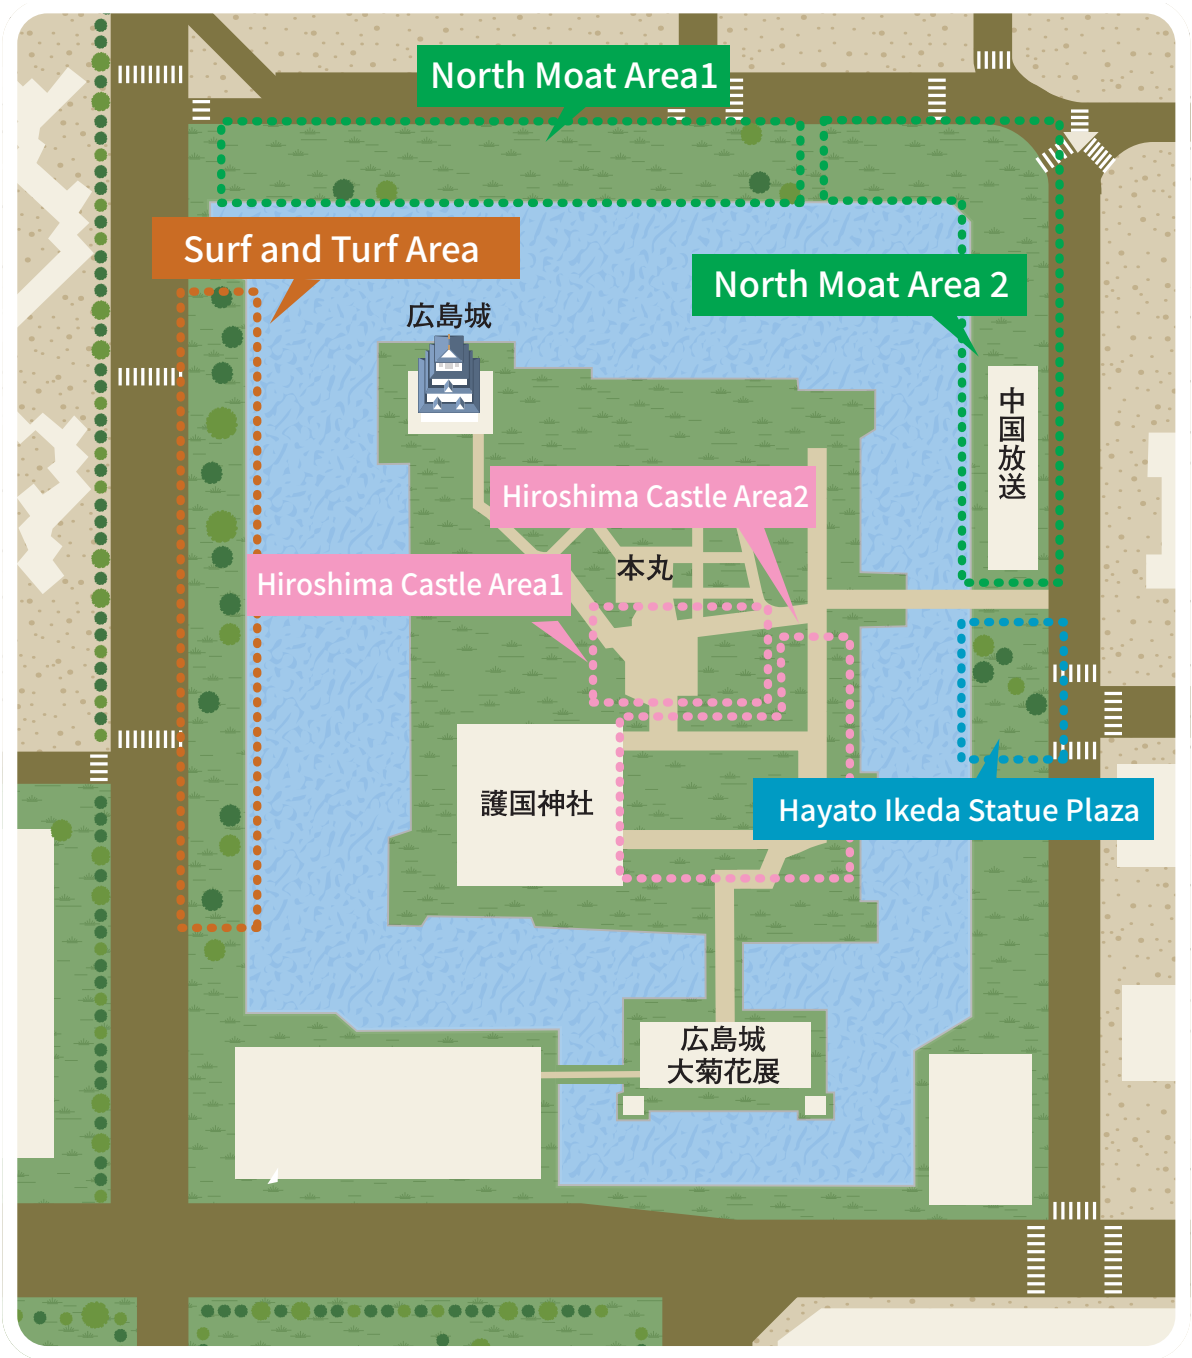 North Moat Area1
Surf and Turf Area
North Moat Area 2
広島城
中国放送
Hiroshima Castle Area2
本丸
Hiroshima Castle Area1
護国神社
Hayato Ikeda Statue Plaza
広島城
大菊花展